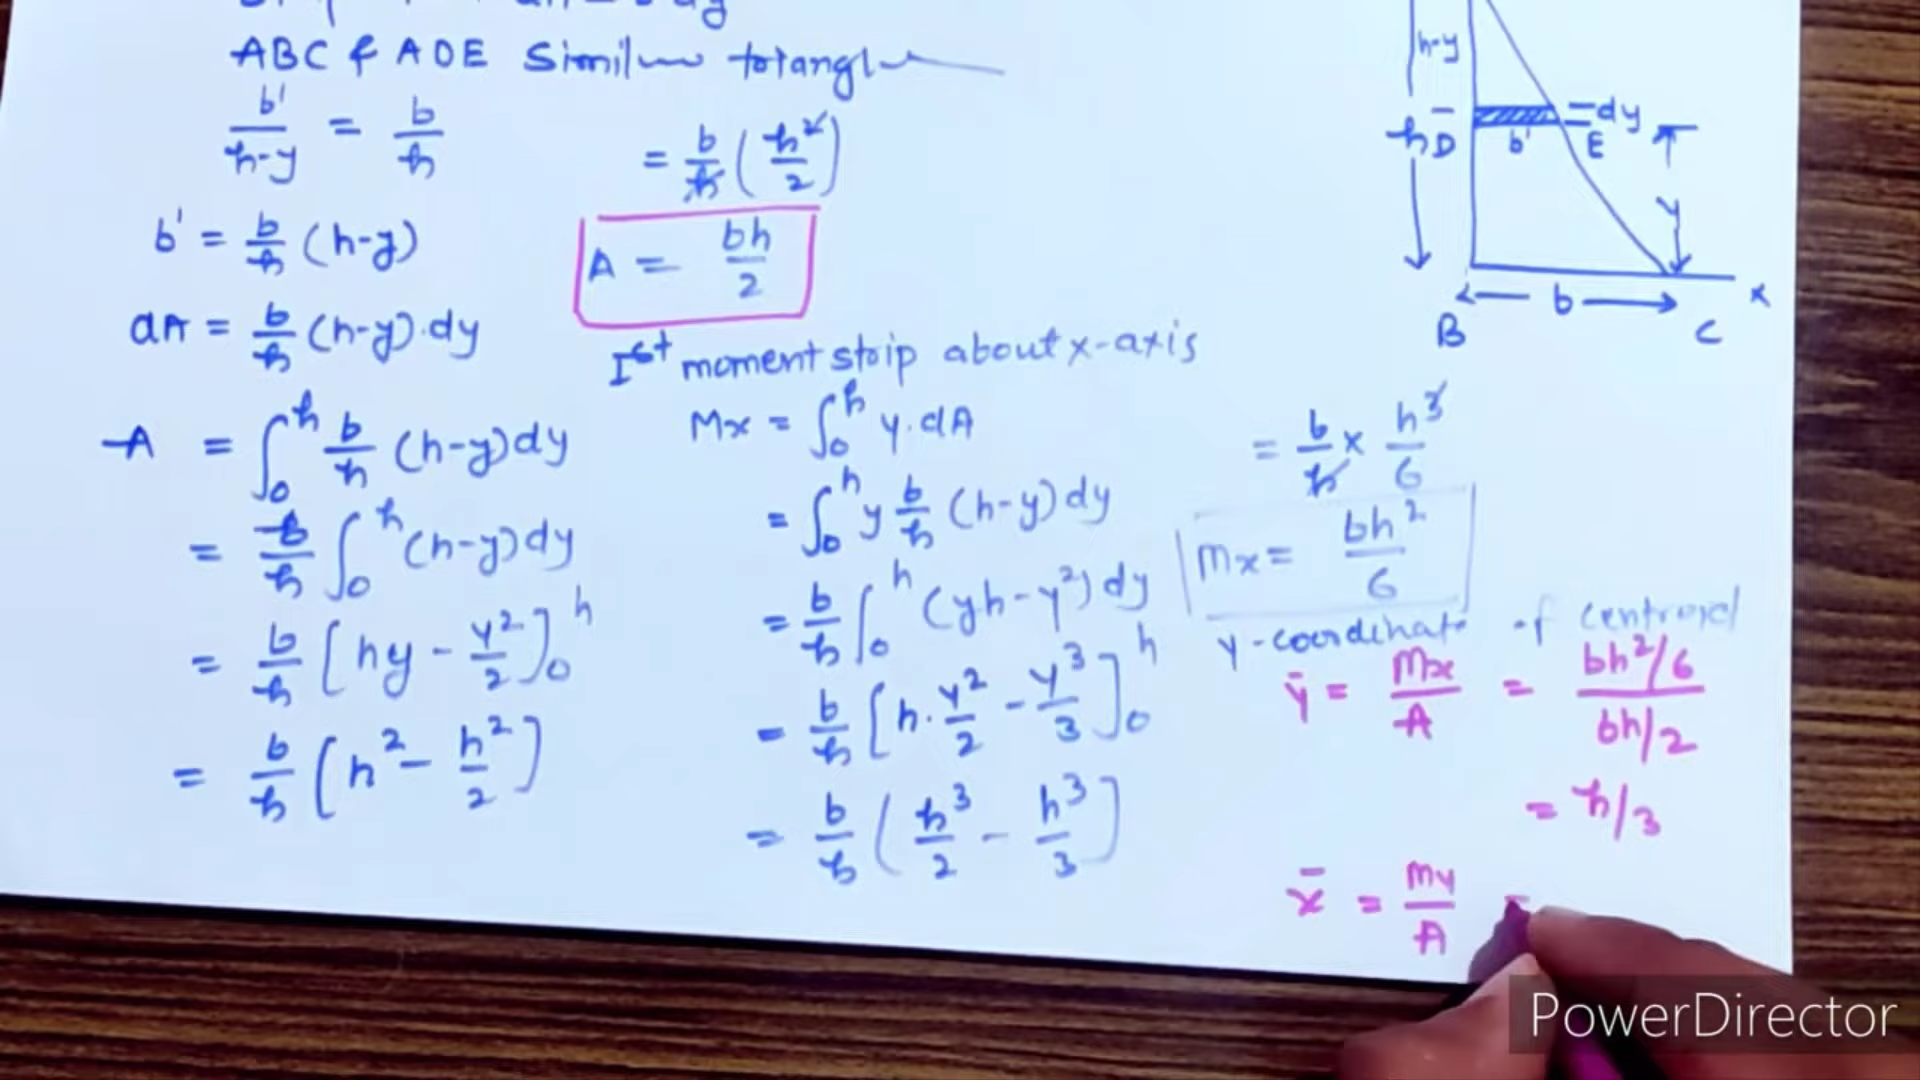 ABC & ADE Similar triangle
b'/h-y = b/h
b' = b/h (h-y)
dA = b/h (h-y).dy
A = ∫₀ʰ b/h (h-y)dy
= b/h ∫₀ʰ (h-y)dy
= b/h [hy - y²/2]₀ʰ
= b/h [h² - h²/2]
= b/h (h²/2)
A = bh/2
Ist moment strip about x-axis
Mx = ∫₀ʰ y.dA
= ∫₀ʰ y b/h (h-y)dy
= b/h ∫₀ʰ (yh-y²)dy
= b/h [h.y²/2 - y³/3]₀ʰ
= b/h (h³/2 - h³/3]
h-y
h
D
b'
=dy
E
y
b
x
B
C
= b/h x h³/6
Mx = bh²/6
y-coordinate of centroid
ȳ = Mx/A = bh²/6 / bh/2
= h/3
x̄ = My/A =
PowerDirector